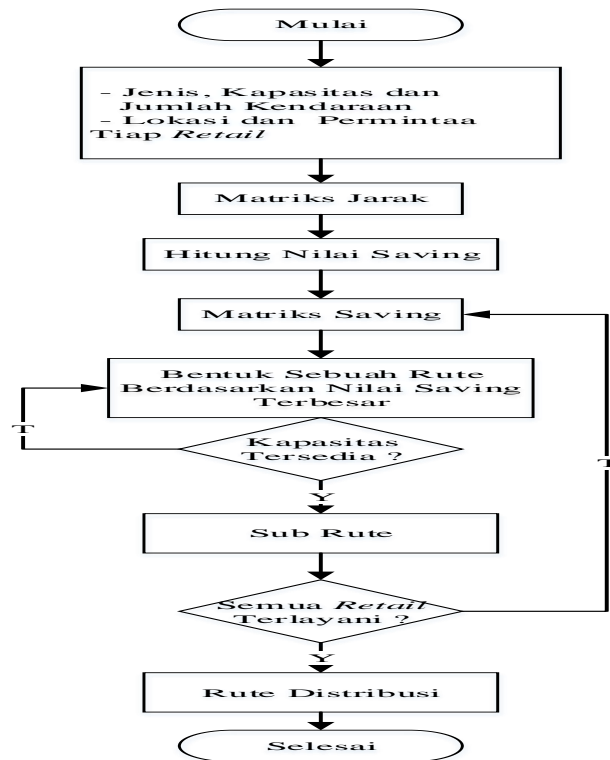 Mulai
- Jenis, Kapasitas dan
Jumlah Kendaraan
- Lokasi dan Permintaa
Tiap Retail
Matriks Jarak
Hitung Nilai Saving
Matriks Saving
Bentuk Sebuah Rute
Berdasarkan Nilai Saving
Terbesar
T
Kapasitas
Tersedia ?
T
Y
Sub Rute
Semua Retail
Terlayani ?
Y
Rute Distribusi
Selesai